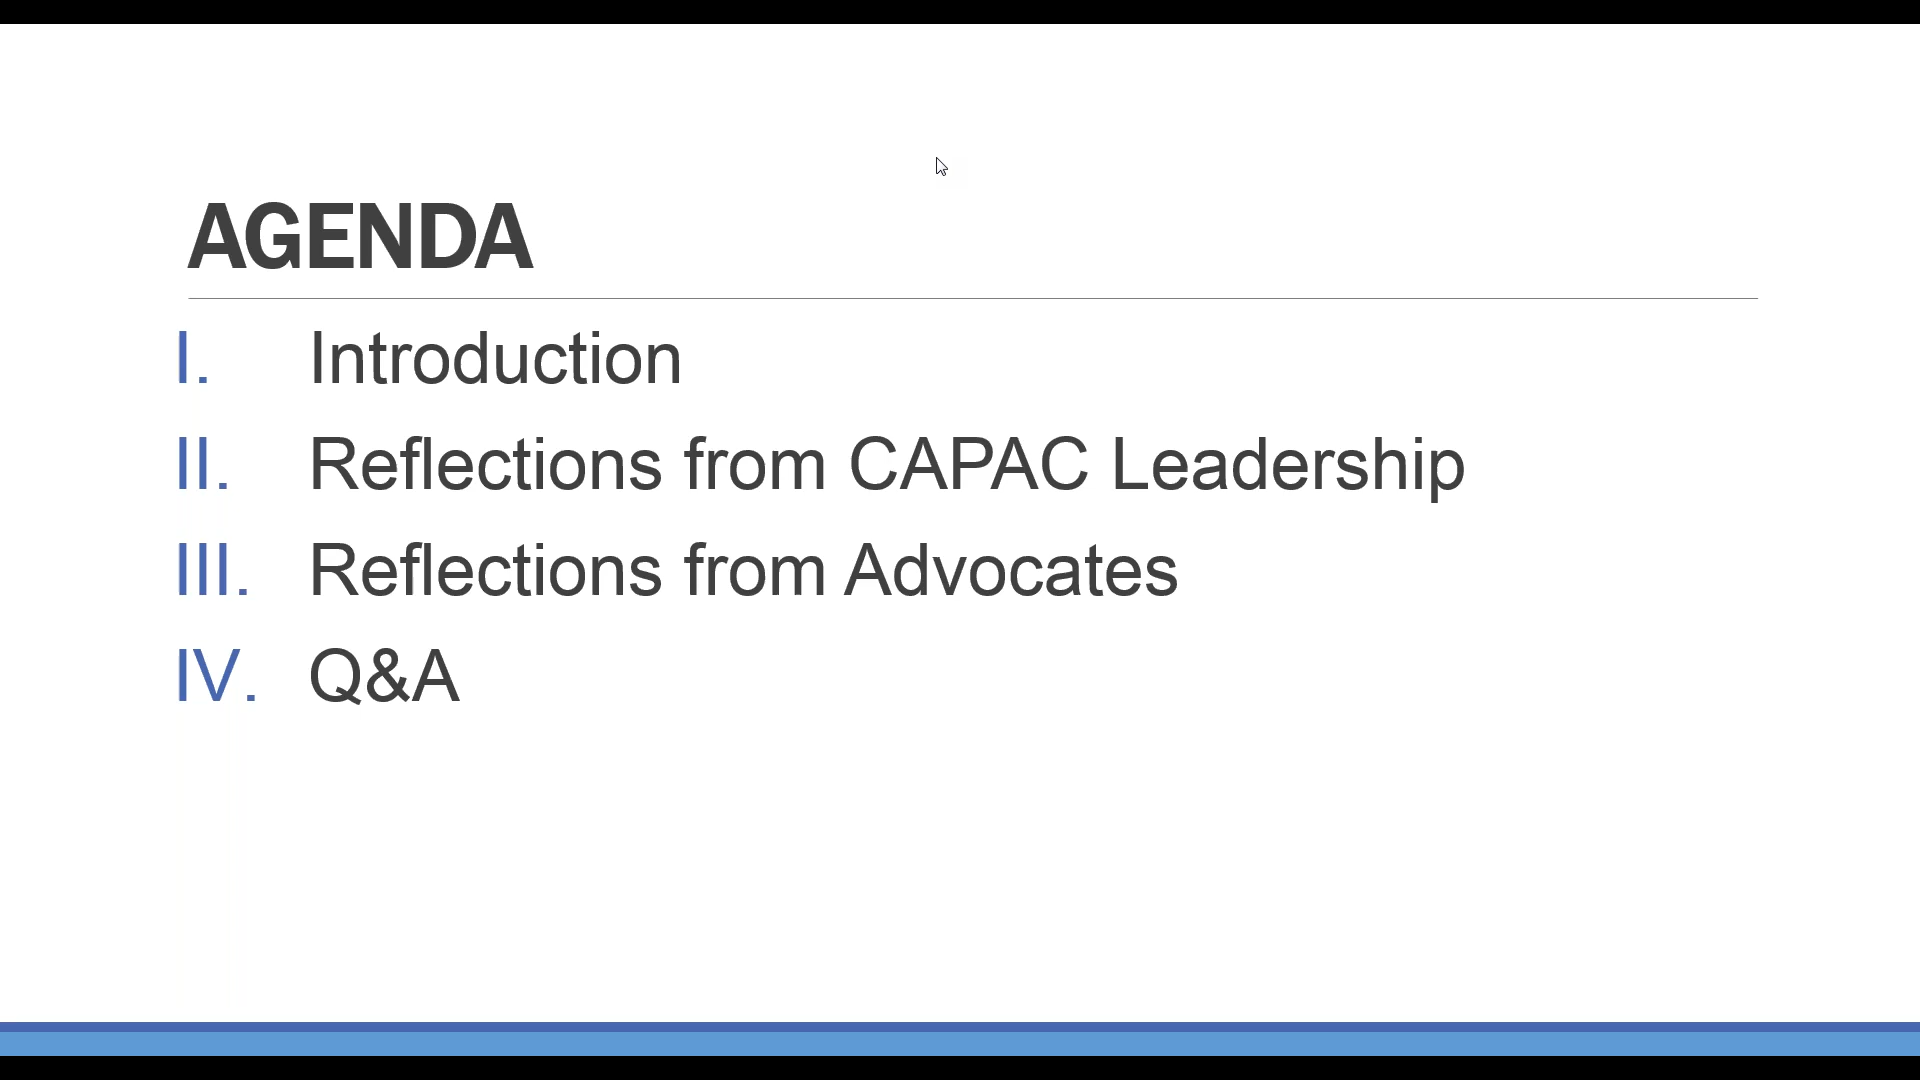 AGENDA
I. Introduction
II. Reflections from CAPAC Leadership
III. Reflections from Advocates
IV. Q&A